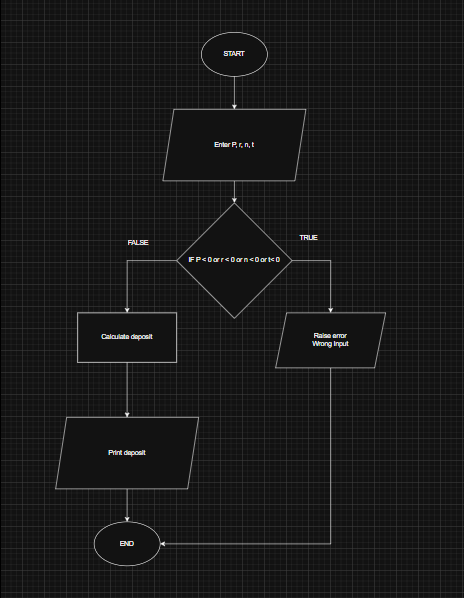 START
Enter P, r, n, t
FALSE
TRUE
IF P < 0 or r < 0 or n < 0 or t< 0
Calculate deposit
Raise error
Wrong input
Print deposit
END